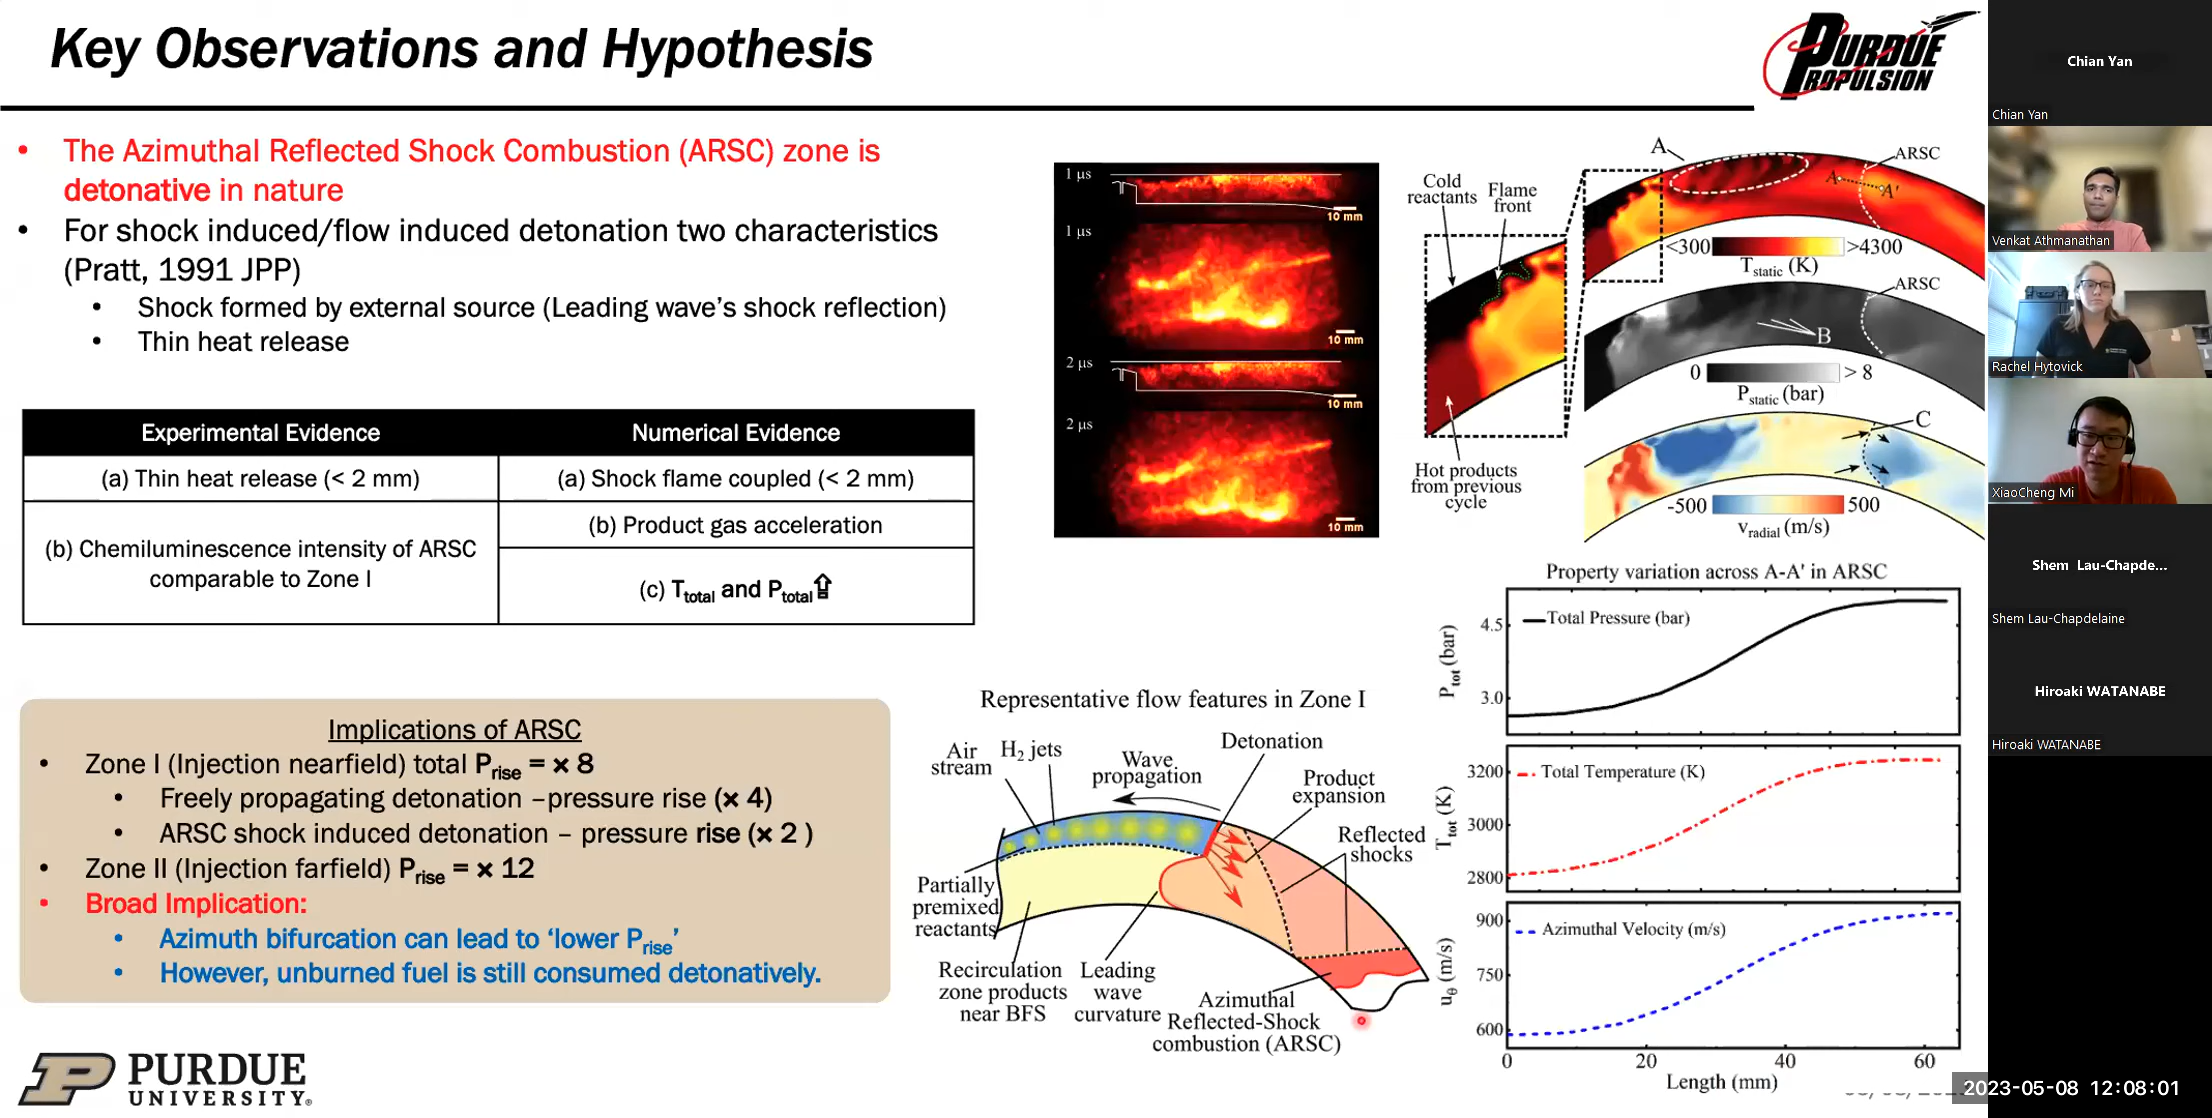 Key Observations and Hypothesis
PURDUE
PROPULSION
• The Azimuthal Reflected Shock Combustion (ARSC) zone is
detonative in nature
• For shock induced/flow induced detonation two characteristics
(Pratt, 1991 JPP)
• Shock formed by external source (Leading wave's shock reflection)
• Thin heat release
Experimental Evidence
Numerical Evidence
(a) Thin heat release (< 2 mm)
(a) Shock flame coupled (< 2 mm)
(b) Chemiluminescence intensity of ARSC
comparable to Zone I
(b) Product gas acceleration
(c) Ttotal and Ptotal⇧
Implications of ARSC
• Zone I (Injection nearfield) total Prise = × 8
• Freely propagating detonation –pressure rise (× 4)
• ARSC shock induced detonation – pressure rise (× 2 )
• Zone II (Injection farfield) Prise = × 12
• Broad Implication:
• Azimuth bifurcation can lead to 'lower Prise'
• However, unburned fuel is still consumed detonatively.
PURDUE
UNIVERSITY®
1 μs
10 mm
1 μs
10 mm
2 μs
10 mm
2 μs
10 mm
Cold
reactants
Flame
front
Hot products
from previous
cycle
A
ARSC
A
A'
<300
>4300
Tstatic (K)
ARSC
B
0
> 8
Pstatic (bar)
C
-500
500
vradial (m/s)
Representative flow features in Zone I
Air
stream
H2 jets
Wave
propagation
Detonation
Product
expansion
Reflected
shocks
Partially
premixed
reactants
Recirculation
zone products
near BFS
Leading
wave
curvature
Azimuthal
Reflected-Shock
combustion (ARSC)
Property variation across A-A' in ARSC
Total Pressure (bar)
Ptot (bar)
4.5
3.0
Total Temperature (K)
Ttot (K)
3200
3000
2800
Azimuthal Velocity (m/s)
uθ (m/s)
900
750
600
0 20 40 60
Length (mm)
Chian Yan
Chian Yan
Venkat Athmanathan
Rachel Hytovick
XiaoCheng Mi
Shem Lau-Chapde...
Shem Lau-Chapdelaine
Hiroaki WATANABE
Hiroaki WATANABE
2023-05-08 12:08:01